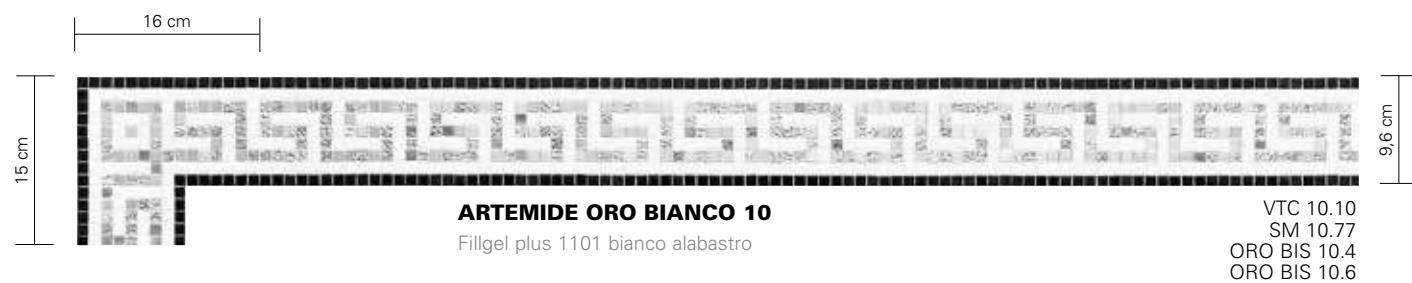 16 cm
15 cm
9,6 cm
ARTEMIDE ORO BIANCO 10
Fillgel plus 1101 bianco alabastro
VTC 10.10
SM 10.77
ORO BIS 10.4
ORO BIS 10.6